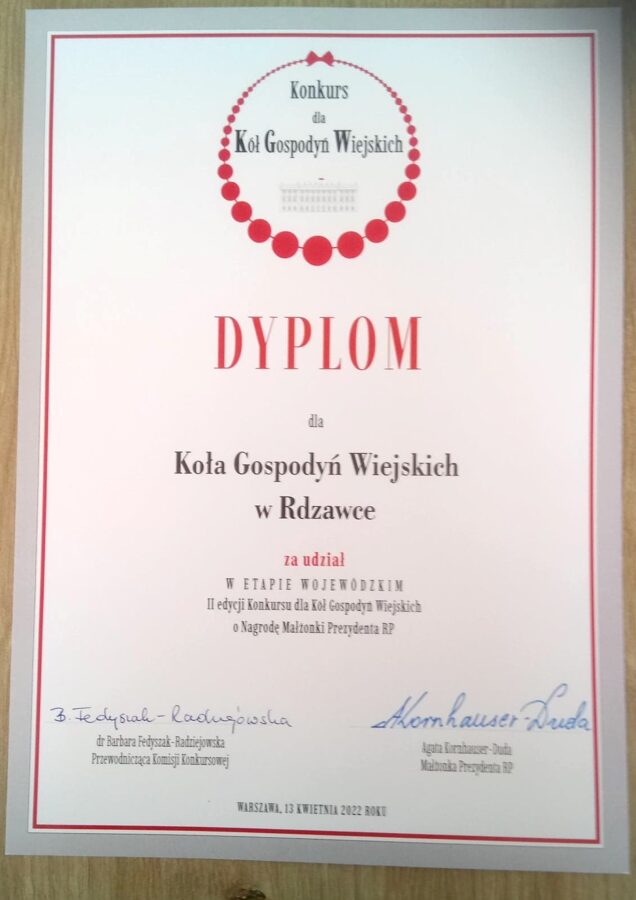 Konkurs
dla
Kół Gospodyń Wiejskich
DYPLOM
dla
Koła Gospodyń Wiejskich
w Rdzawce
za udział
W ETAPIE WOJEWÓDZKIM
II edycji Konkursu dla Kół Gospodyń Wiejskich
o Nagrodę Małżonki Prezydenta RP
B. Fedyszak-Radziejowska
dr Barbara Fedyszak-Radziejowska
Przewodnicząca Komisji Konkursowej
AKornhauser-Duda
Agata Kornhauser-Duda
Małżonka Prezydenta RP
WARSZAWA, 13 KWIETNIA 2022 ROKU